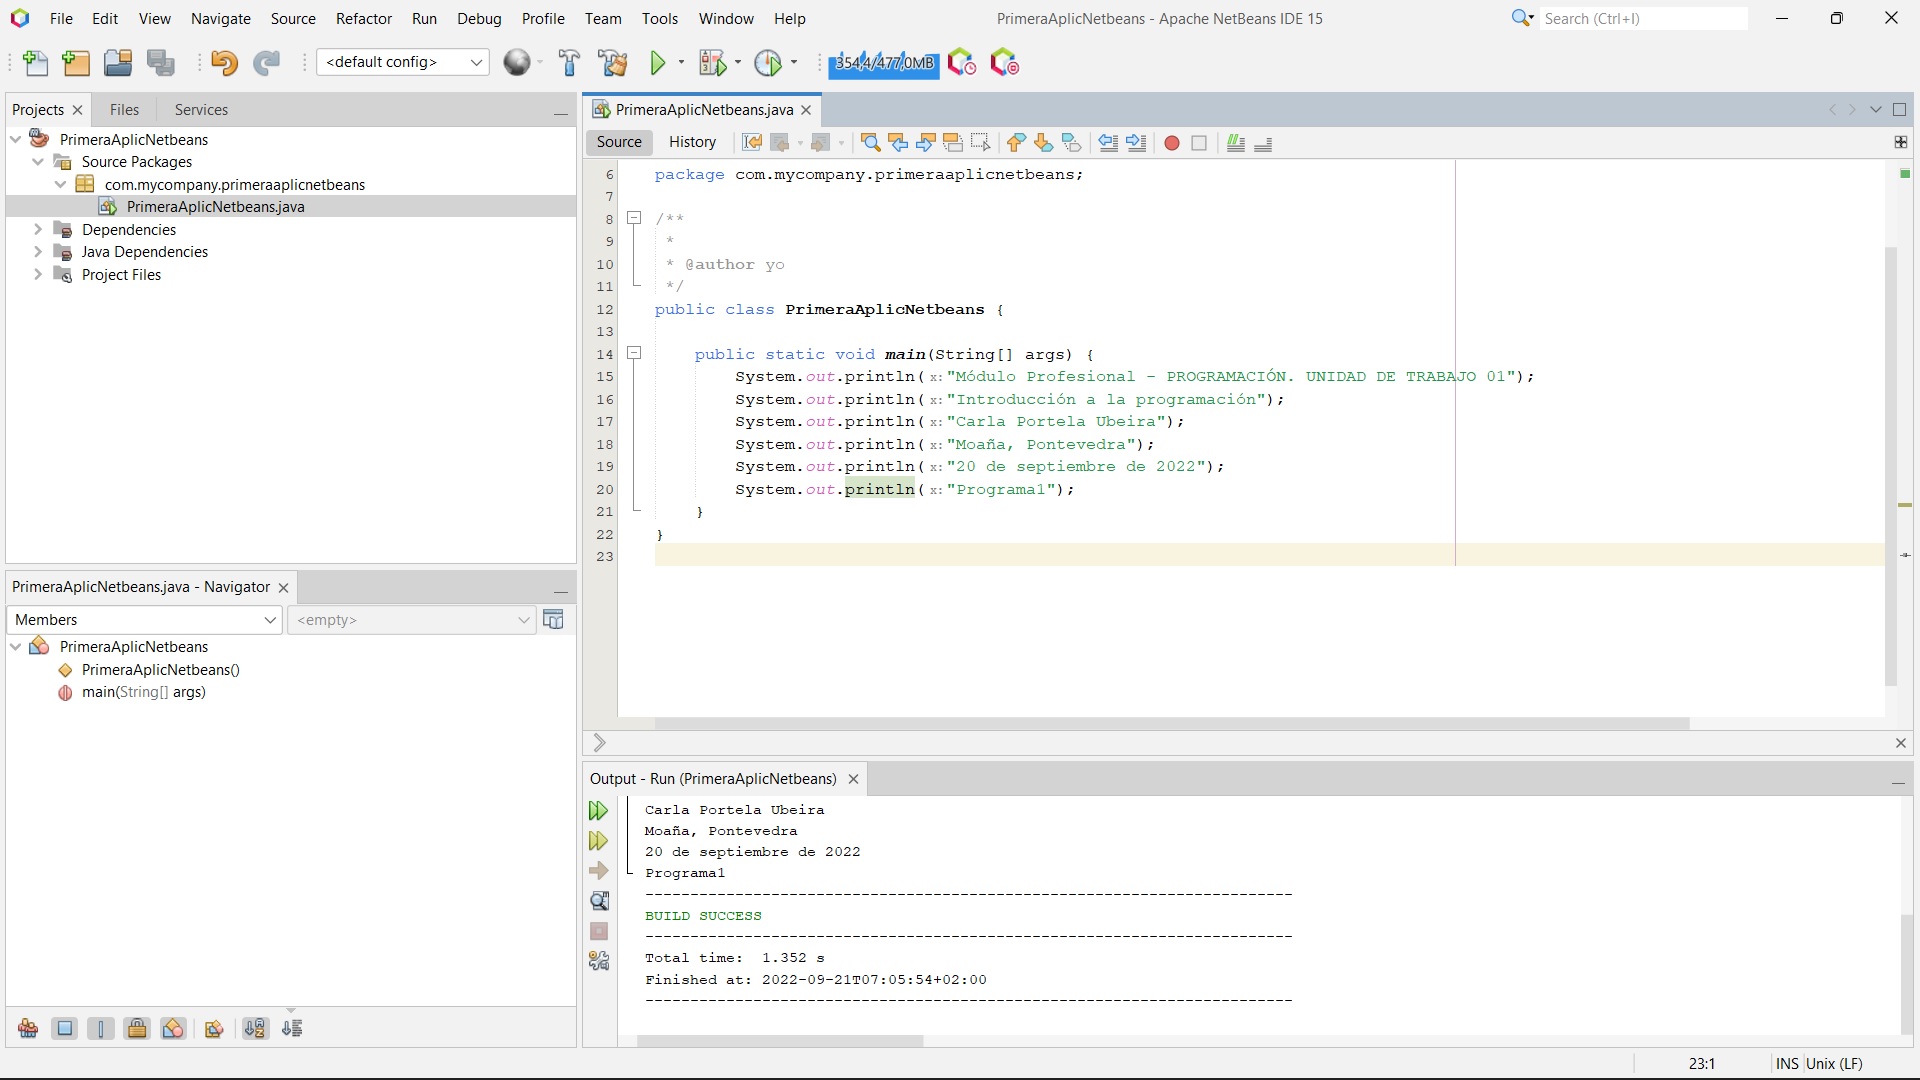 File Edit View Navigate Source Refactor Run Debug Profile Team Tools Window Help
PrimeraAplicNetbeans - Apache NetBeans IDE 15
Search (Ctrl+I)
<default config>
354,4/477,0MB
Projects
Files
Services
PrimeraAplicNetbeans
Source Packages
com.mycompany.primeraaplicnetbeans
PrimeraAplicNetbeans.java
Dependencies
Java Dependencies
Project Files
PrimeraAplicNetbeans.java - Navigator
Members
<empty>
PrimeraAplicNetbeans
PrimeraAplicNetbeans()
main(String[] args)
PrimeraAplicNetbeans.java
Source
History
6 package com.mycompany.primeraaplicnetbeans;
7
8 /**
9 *
10 * @author yo
11 */
12 public class PrimeraAplicNetbeans {
13
14 public static void main(String[] args) {
15 System.out.println( x: "Módulo Profesional - PROGRAMACIÓN. UNIDAD DE TRABAJO 01");
16 System.out.println( x: "Introducción a la programación");
17 System.out.println( x: "Carla Portela Ubeira");
18 System.out.println( x: "Moaña, Pontevedra");
19 System.out.println( x: "20 de septiembre de 2022");
20 System.out.println( x: "Programa1");
21 }
22 }
23
Output - Run (PrimeraAplicNetbeans)
Carla Portela Ubeira
Moaña, Pontevedra
20 de septiembre de 2022
Programa1
------------------------------------------------------------------------
BUILD SUCCESS
------------------------------------------------------------------------
Total time:  1.352 s
Finished at: 2022-09-21T07:05:54+02:00
------------------------------------------------------------------------
23:1
INS
Unix (LF)